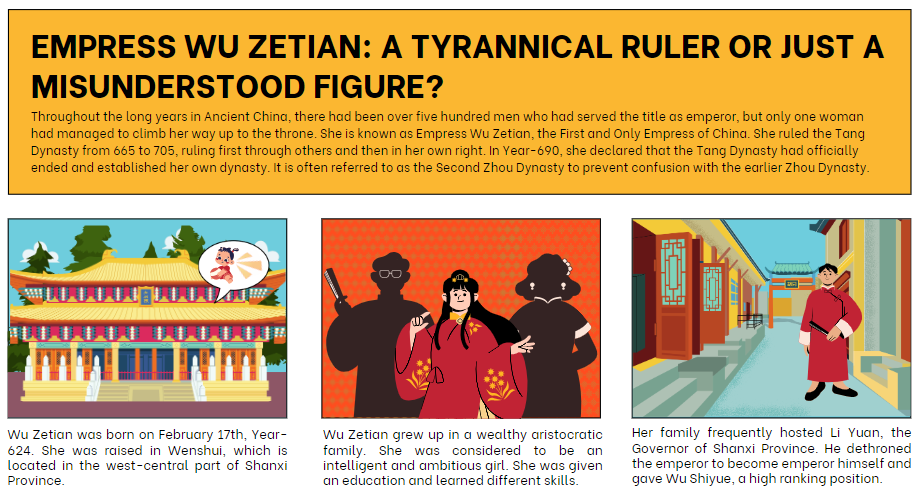 EMPRESS WU ZETIAN: A TYRANNICAL RULER OR JUST A
MISUNDERSTOOD FIGURE?
Throughout the long years in Ancient China, there had been over five hundred men who had served the title as emperor, but only one woman
had managed to climb her way up to the throne. She is known as Empress Wu Zetian, the First and Only Empress of China. She ruled the Tang
Dynasty from 665 to 705, ruling first through others and then in her own right. In Year-690, she declared that the Tang Dynasty had officially
ended and established her own dynasty. It is often referred to as the Second Zhou Dynasty to prevent confusion with the earlier Zhou Dynasty.
Wu Zetian was born on February 17th, Year-
624. She was raised in Wenshui, which is
located in the west-central part of Shanxi
Province.
Wu Zetian grew up in a wealthy aristocratic
family. She was considered to be an
intelligent and ambitious girl. She was given
an education and learned different skills.
Her family frequently hosted Li Yuan, the
Governor of Shanxi Province. He dethroned
the emperor to become emperor himself and
gave Wu Shiyue, a high ranking position.